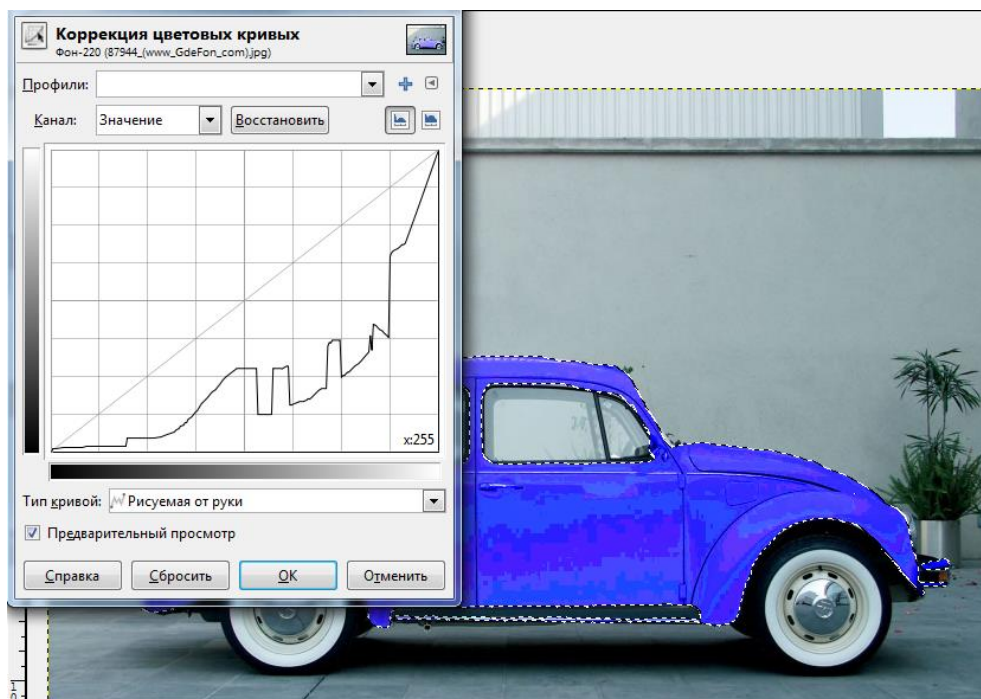 Коррекция цветовых кривых
Фон-220 (87944_(www_GdeFon_com).jpg)
Профили:
Канал: Значение Восстановить
x:255
Тип кривой: Рисуемая от руки
Предварительный просмотр
Справка Сбросить OK Отменить